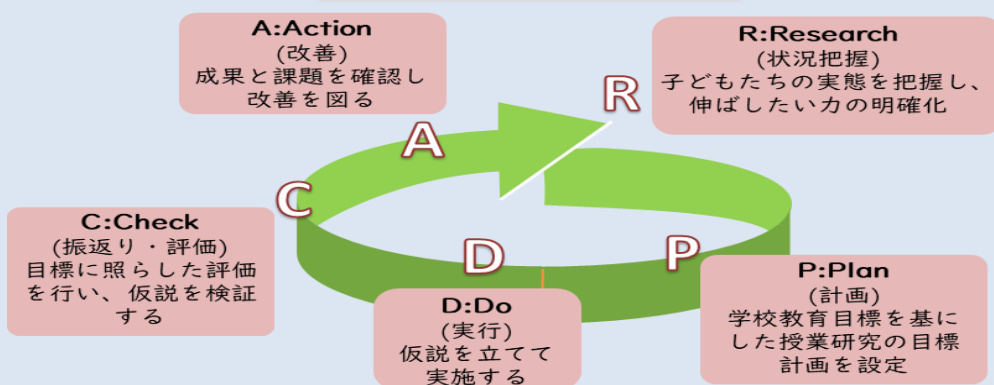 A:Action
(改善)
成果と課題を確認し
改善を図る
R:Research
(状況把握)
子どもたちの実態を把握し、
伸ばしたい力の明確化
R
A
C
D
P
C:Check
(振返り・評価)
目標に照らした評価
を行い、仮説を検証
する
D:Do
(実行)
仮説を立てて
実施する
P:Plan
(計画)
学校教育目標を基に
した授業研究の目標
計画を設定